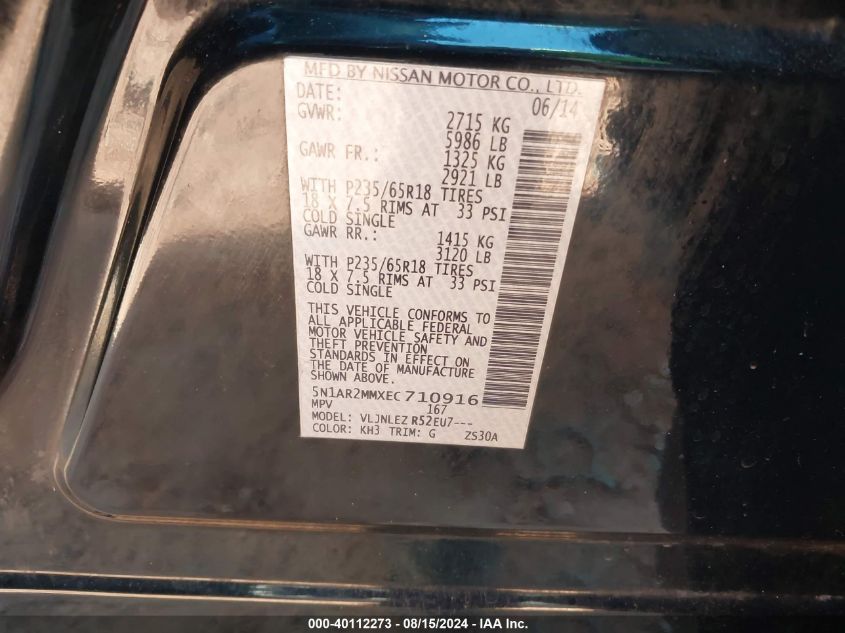 MFD BY NISSAN MOTOR CO., LTD.
DATE: 06/14
GVWR: 2715 KG
5986 LB
GAWR FR.: 1325 KG
2921 LB
WITH P235/65R18 TIRES
18 X 7.5 RIMS AT 33 PSI
COLD SINGLE
GAWR RR.: 1415 KG
3120 LB
WITH P235/65R18 TIRES
18 X 7.5 RIMS AT 33 PSI
COLD SINGLE
THIS VEHICLE CONFORMS TO
ALL APPLICABLE FEDERAL
MOTOR VEHICLE SAFETY AND
THEFT PREVENTION
STANDARDS IN EFFECT ON
THE DATE OF MANUFACTURE
SHOWN ABOVE.
5N1AR2MMXEC710916
MPV 167
MODEL: VLJNLEZ R52EU7---
COLOR: KH3 TRIM: G ZS30A
000-40112273 - 08/15/2024 - IAA Inc.